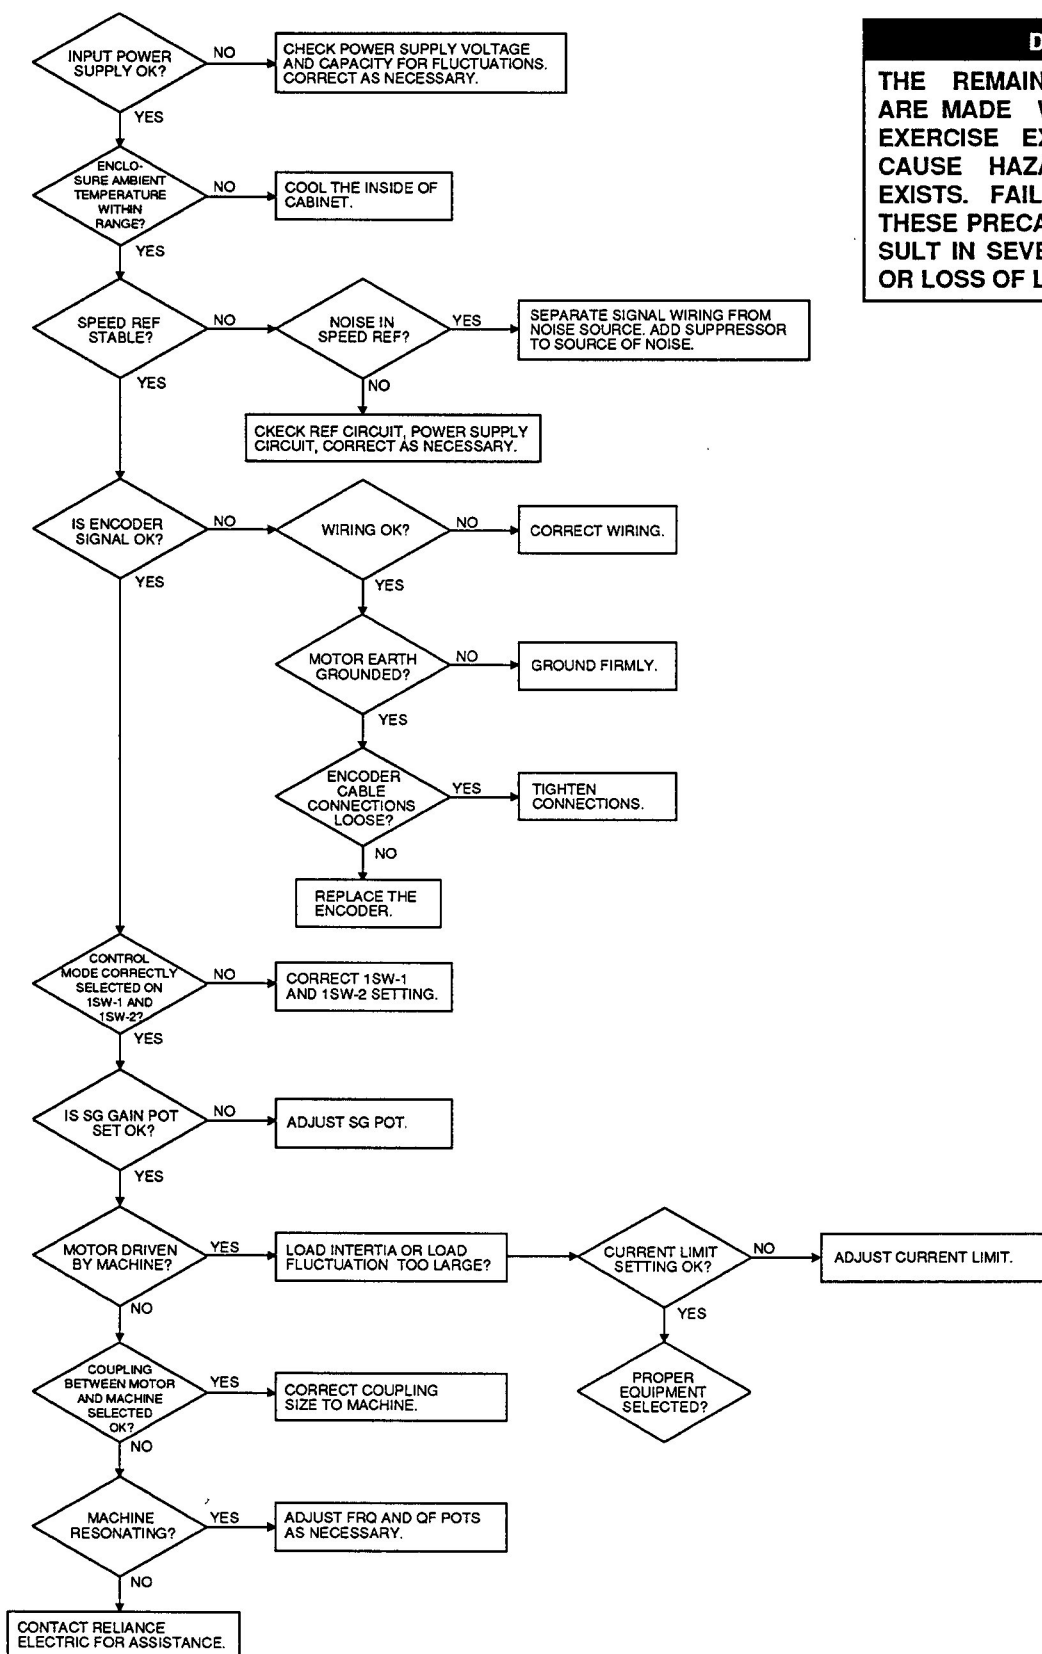 INPUT POWER
SUPPLY OK?
NO
CHECK POWER SUPPLY VOLTAGE
AND CAPACITY FOR FLUCTUATIONS.
CORRECT AS NECESSARY.
YES
ENCLO-
SURE AMBIENT
TEMPERATURE
WITHIN
RANGE?
NO
COOL THE INSIDE OF
CABINET.
YES
SPEED REF
STABLE?
NO
NOISE IN
SPEED REF?
YES
SEPARATE SIGNAL WIRING FROM
NOISE SOURCE. ADD SUPPRESSOR
TO SOURCE OF NOISE.
YES
NO
CKECK REF CIRCUIT, POWER SUPPLY
CIRCUIT, CORRECT AS NECESSARY.
IS ENCODER
SIGNAL OK?
NO
WIRING OK?
NO
CORRECT WIRING.
YES
YES
MOTOR EARTH
GROUNDED?
NO
GROUND FIRMLY.
YES
ENCODER
CABLE
CONNECTIONS
LOOSE?
YES
TIGHTEN
CONNECTIONS.
NO
REPLACE THE
ENCODER.
CONTROL
MODE CORRECTLY
SELECTED ON
1SW-1 AND
1SW-2?
NO
CORRECT 1SW-1
AND 1SW-2 SETTING.
YES
IS SG GAIN POT
SET OK?
NO
ADJUST SG POT.
YES
MOTOR DRIVEN
BY MACHINE?
YES
LOAD INTERTIA OR LOAD
FLUCTUATION TOO LARGE?
CURRENT LIMIT
SETTING OK?
NO
ADJUST CURRENT LIMIT.
NO
YES
PROPER
EQUIPMENT
SELECTED?
COUPLING
BETWEEN MOTOR
AND MACHINE
SELECTED
OK?
YES
CORRECT COUPLING
SIZE TO MACHINE.
NO
MACHINE
RESONATING?
YES
ADJUST FRQ AND QF POTS
AS NECESSARY.
NO
CONTACT RELIANCE
ELECTRIC FOR ASSISTANCE.
D
THE REMAIN
ARE MADE
EXERCISE EX
CAUSE HAZA
EXISTS. FAIL
THESE PRECA
SULT IN SEVE
OR LOSS OF L